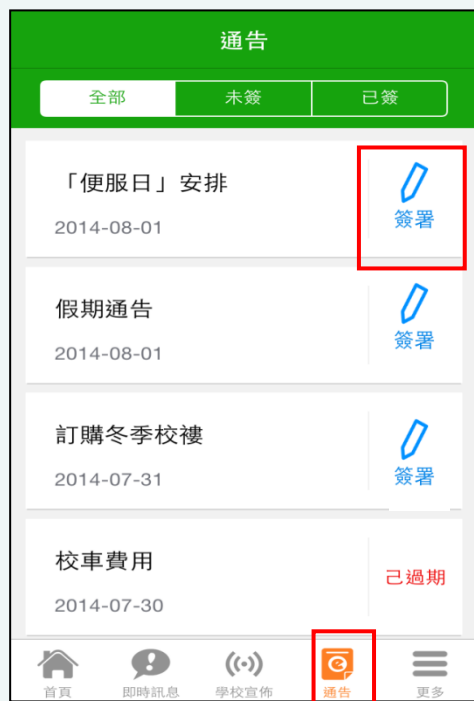 通告
全部 未簽 已簽
「便服日」安排
簽署
2014-08-01
假期通告
簽署
2014-08-01
訂購冬季校褸
簽署
2014-07-31
校車費用
己過期
2014-07-30
首頁 即時訊息 學校宣佈 通告 更多